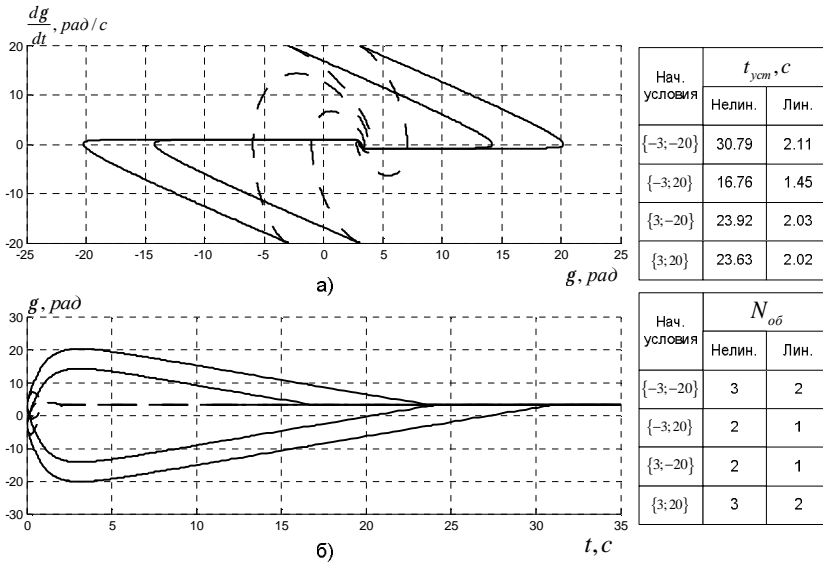 dg/dt, рад/с
20
10
0
-10
-20
-25 -20 -15 -10 -5 0 5 10 15 20 25
g, рад
а)
Нач. условия
t_уст, с
Нелин. Лин.
{-3;-20} 30.79 2.11
{-3;20} 16.76 1.45
{3;-20} 23.92 2.03
{3;20} 23.63 2.02
g, рад
30
20
10
0
-10
-20
-30
0 5 10 15 20 25 30 35
t, с
б)
Нач. условия
N_об
Нелин. Лин.
{-3;-20} 3 2
{-3;20} 2 1
{3;-20} 2 1
{3;20} 3 2